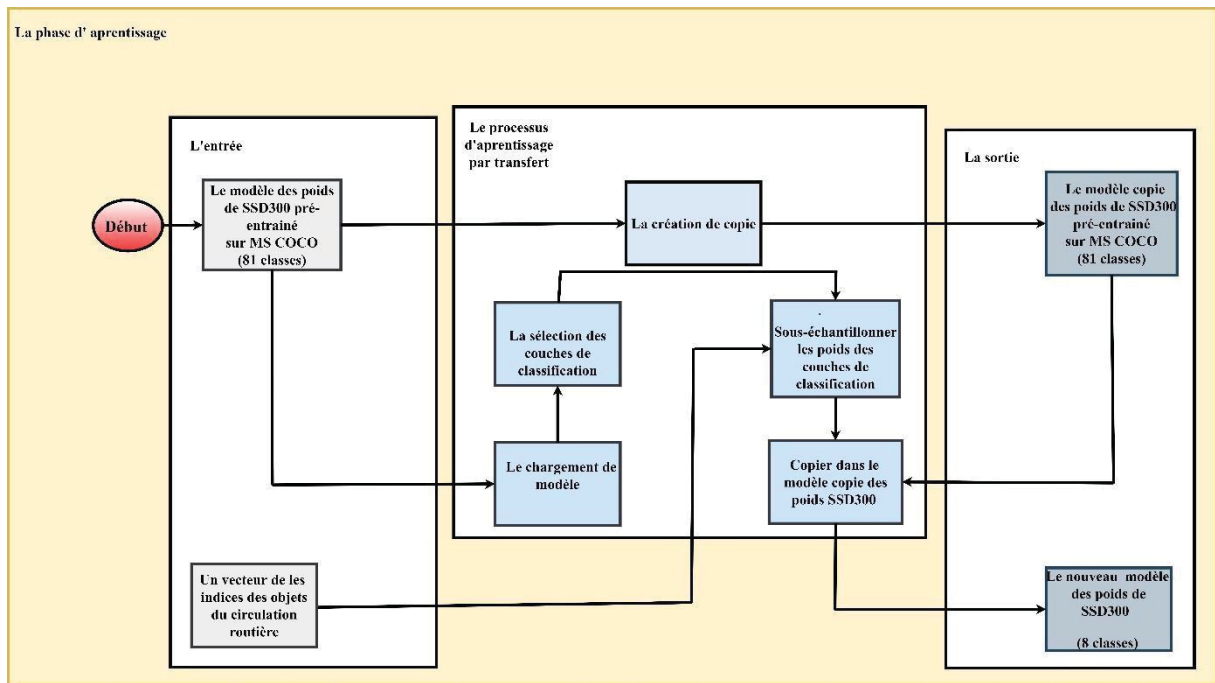 La phase d' aprentissage
L'entrée
Début
Le modèle des poids
de SSD300 pré-
entrainé
sur MS COCO
(81 classes)
Un vecteur de les
indices des objets
du circulation
routière
Le processus
d'aprentissage
par transfert
La création de copie
La sélection des
couches de
classification
Le chargement de
modèle
Sous-échantillonner
les poids des
couches de
classification
Copier dans le
modèle copie des
poids SSD300
La sortie
Le modèle copie
des poids de SSD300
pré-entrainé
sur MS COCO
(81 classes)
Le nouveau modèle
des poids de
SSD300
(8 classes)